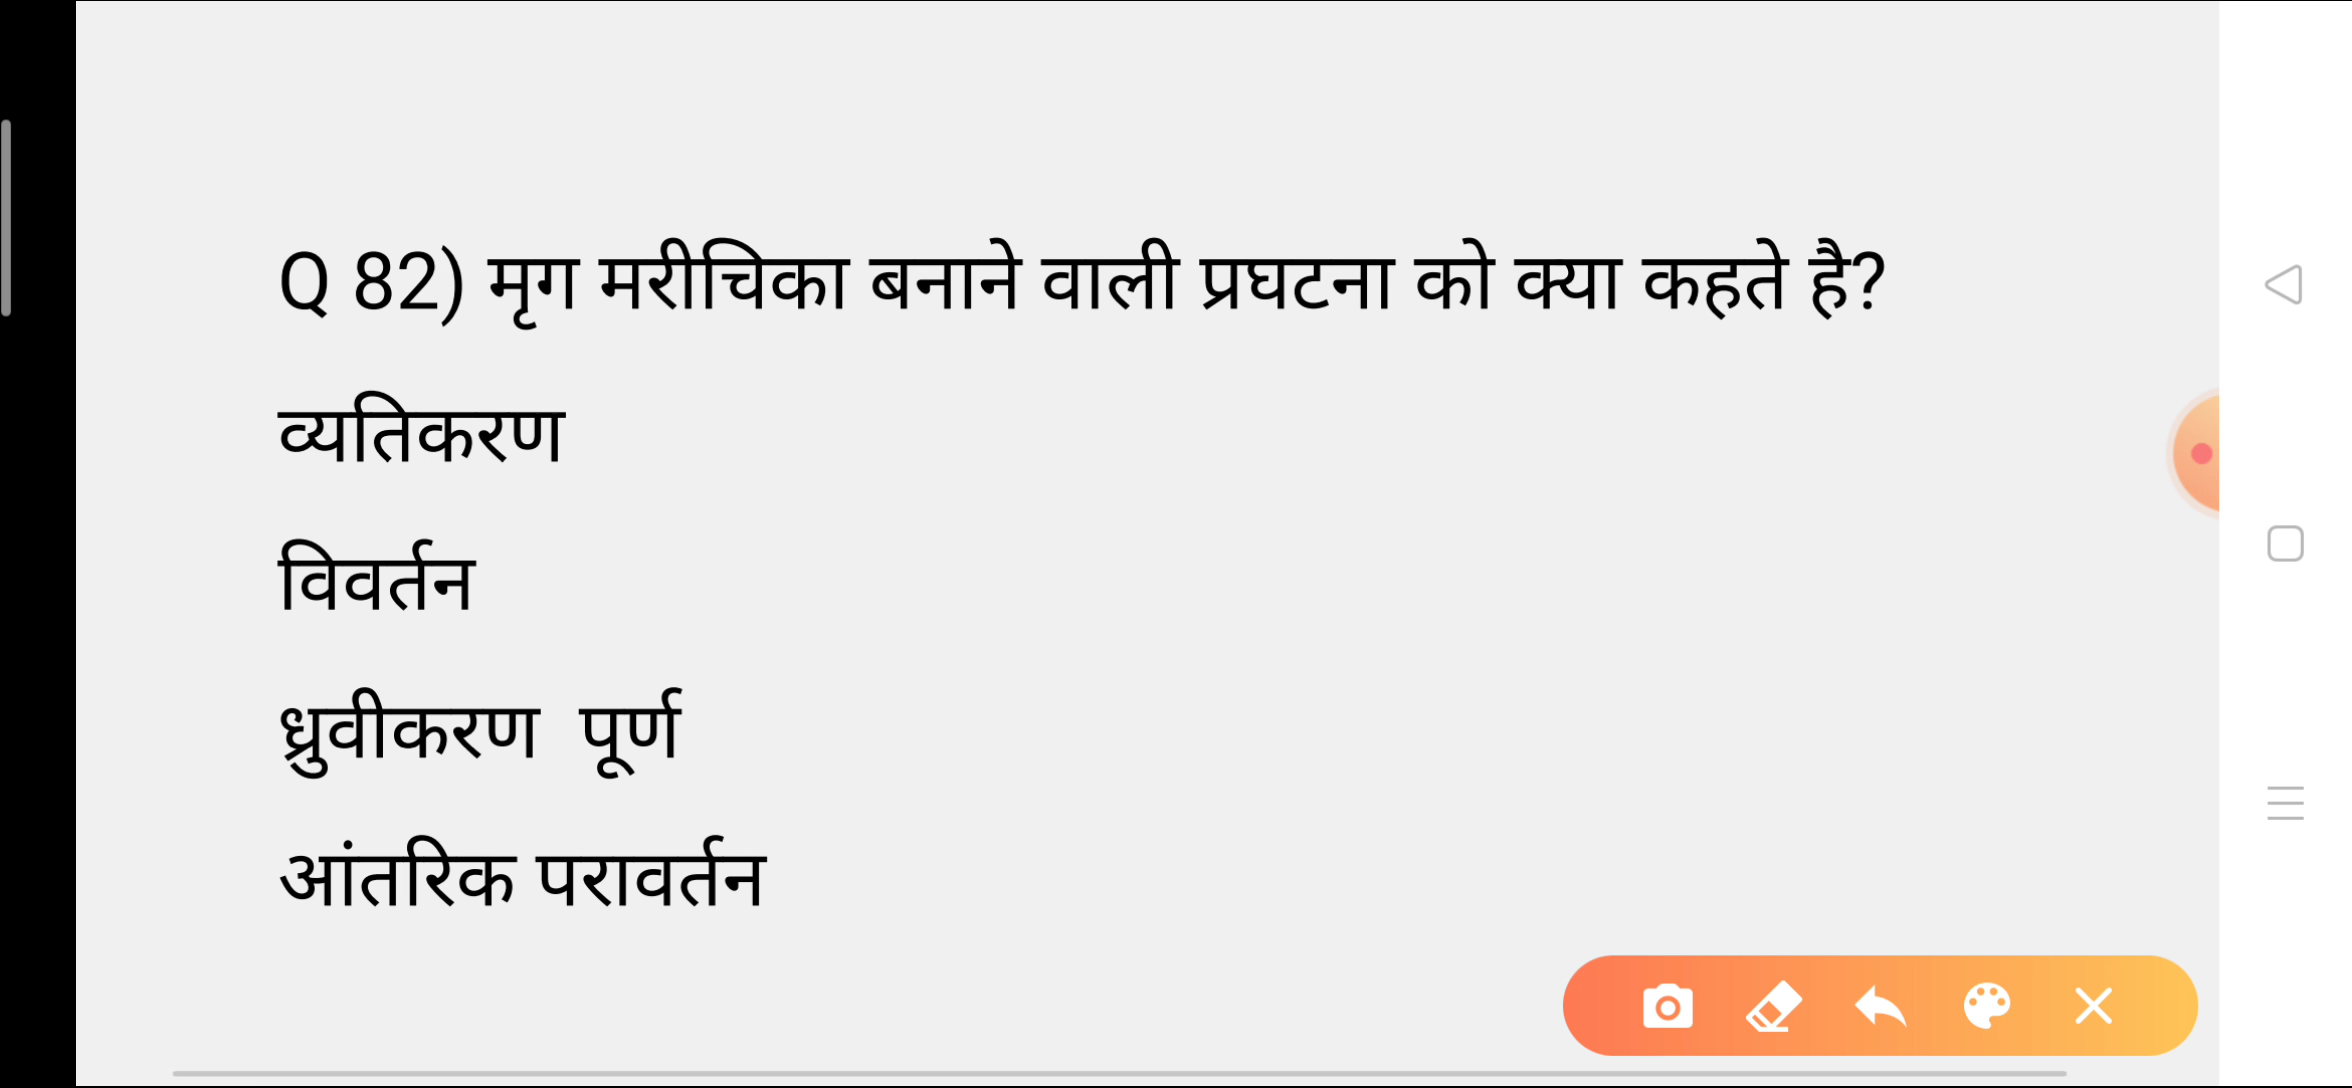 Q 82) मृग मरीचिका बनाने वाली प्रघटना को क्या कहते है?
व्यतिकरण
विवर्तन
ध्रुवीकरण पूर्ण
आंतरिक परावर्तन